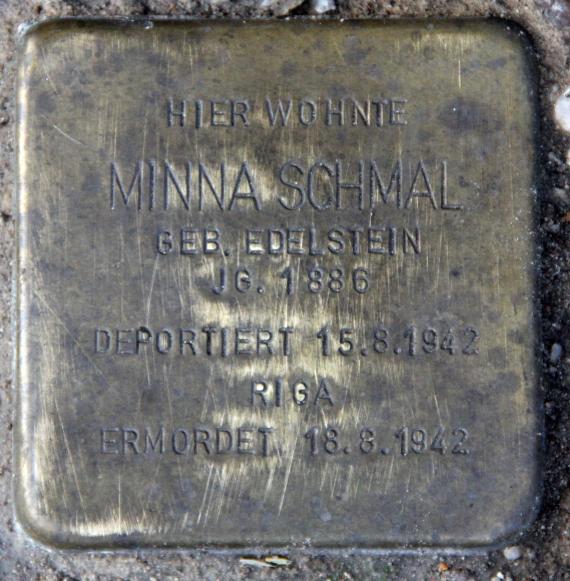 HIER WOHNTE
MINNA SCHMAL
GEB. EDELSTEIN
JG. 1886
DEPORTIERT 15.8.1942
RIGA
ERMORDET 18.8.1942